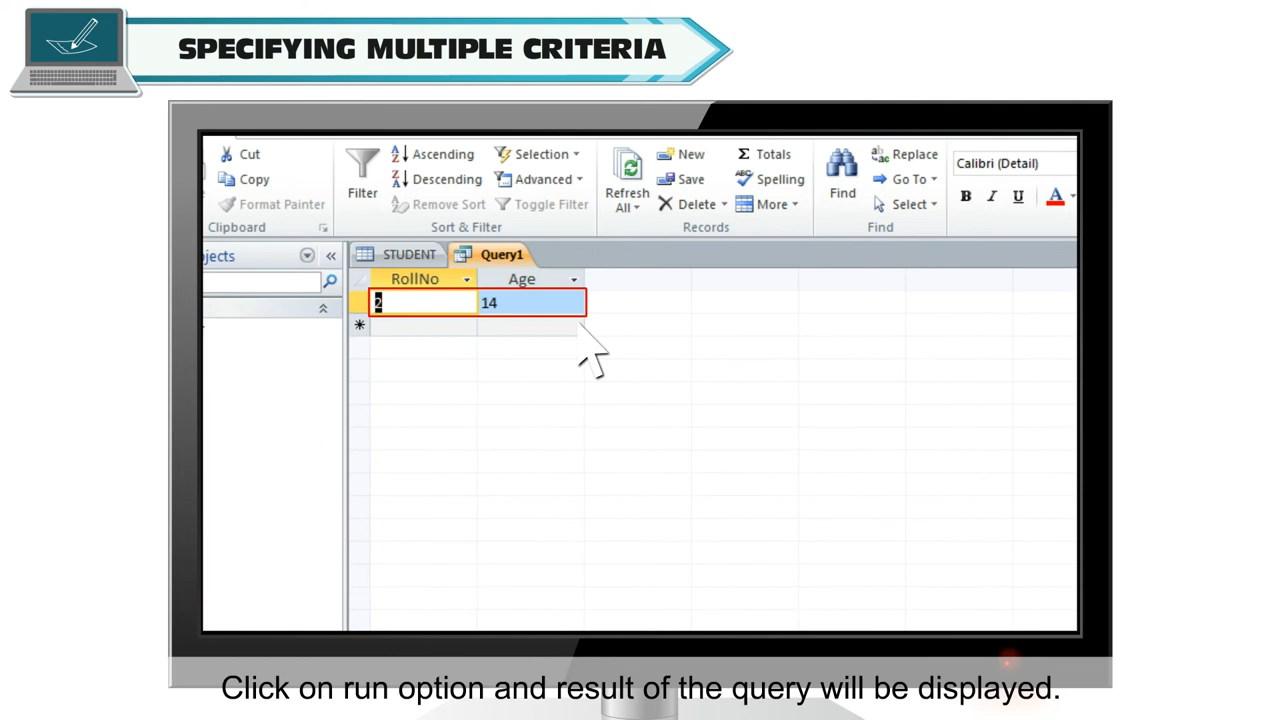 SPECIFYING MULTIPLE CRITERIA
Cut
Copy
Format Painter
Clipboard
Filter
Ascending
Descending
Remove Sort
Selection
Advanced
Toggle Filter
Sort & Filter
Refresh
All
New
Save
Delete
Σ Totals
ABC Spelling
More
Records
Find
Replace
Go To
Select
Find
Calibri (Detail)
B I U A
jects «
STUDENT Query1
RollNo Age
2 14
Click on run option and result of the query will be displayed.